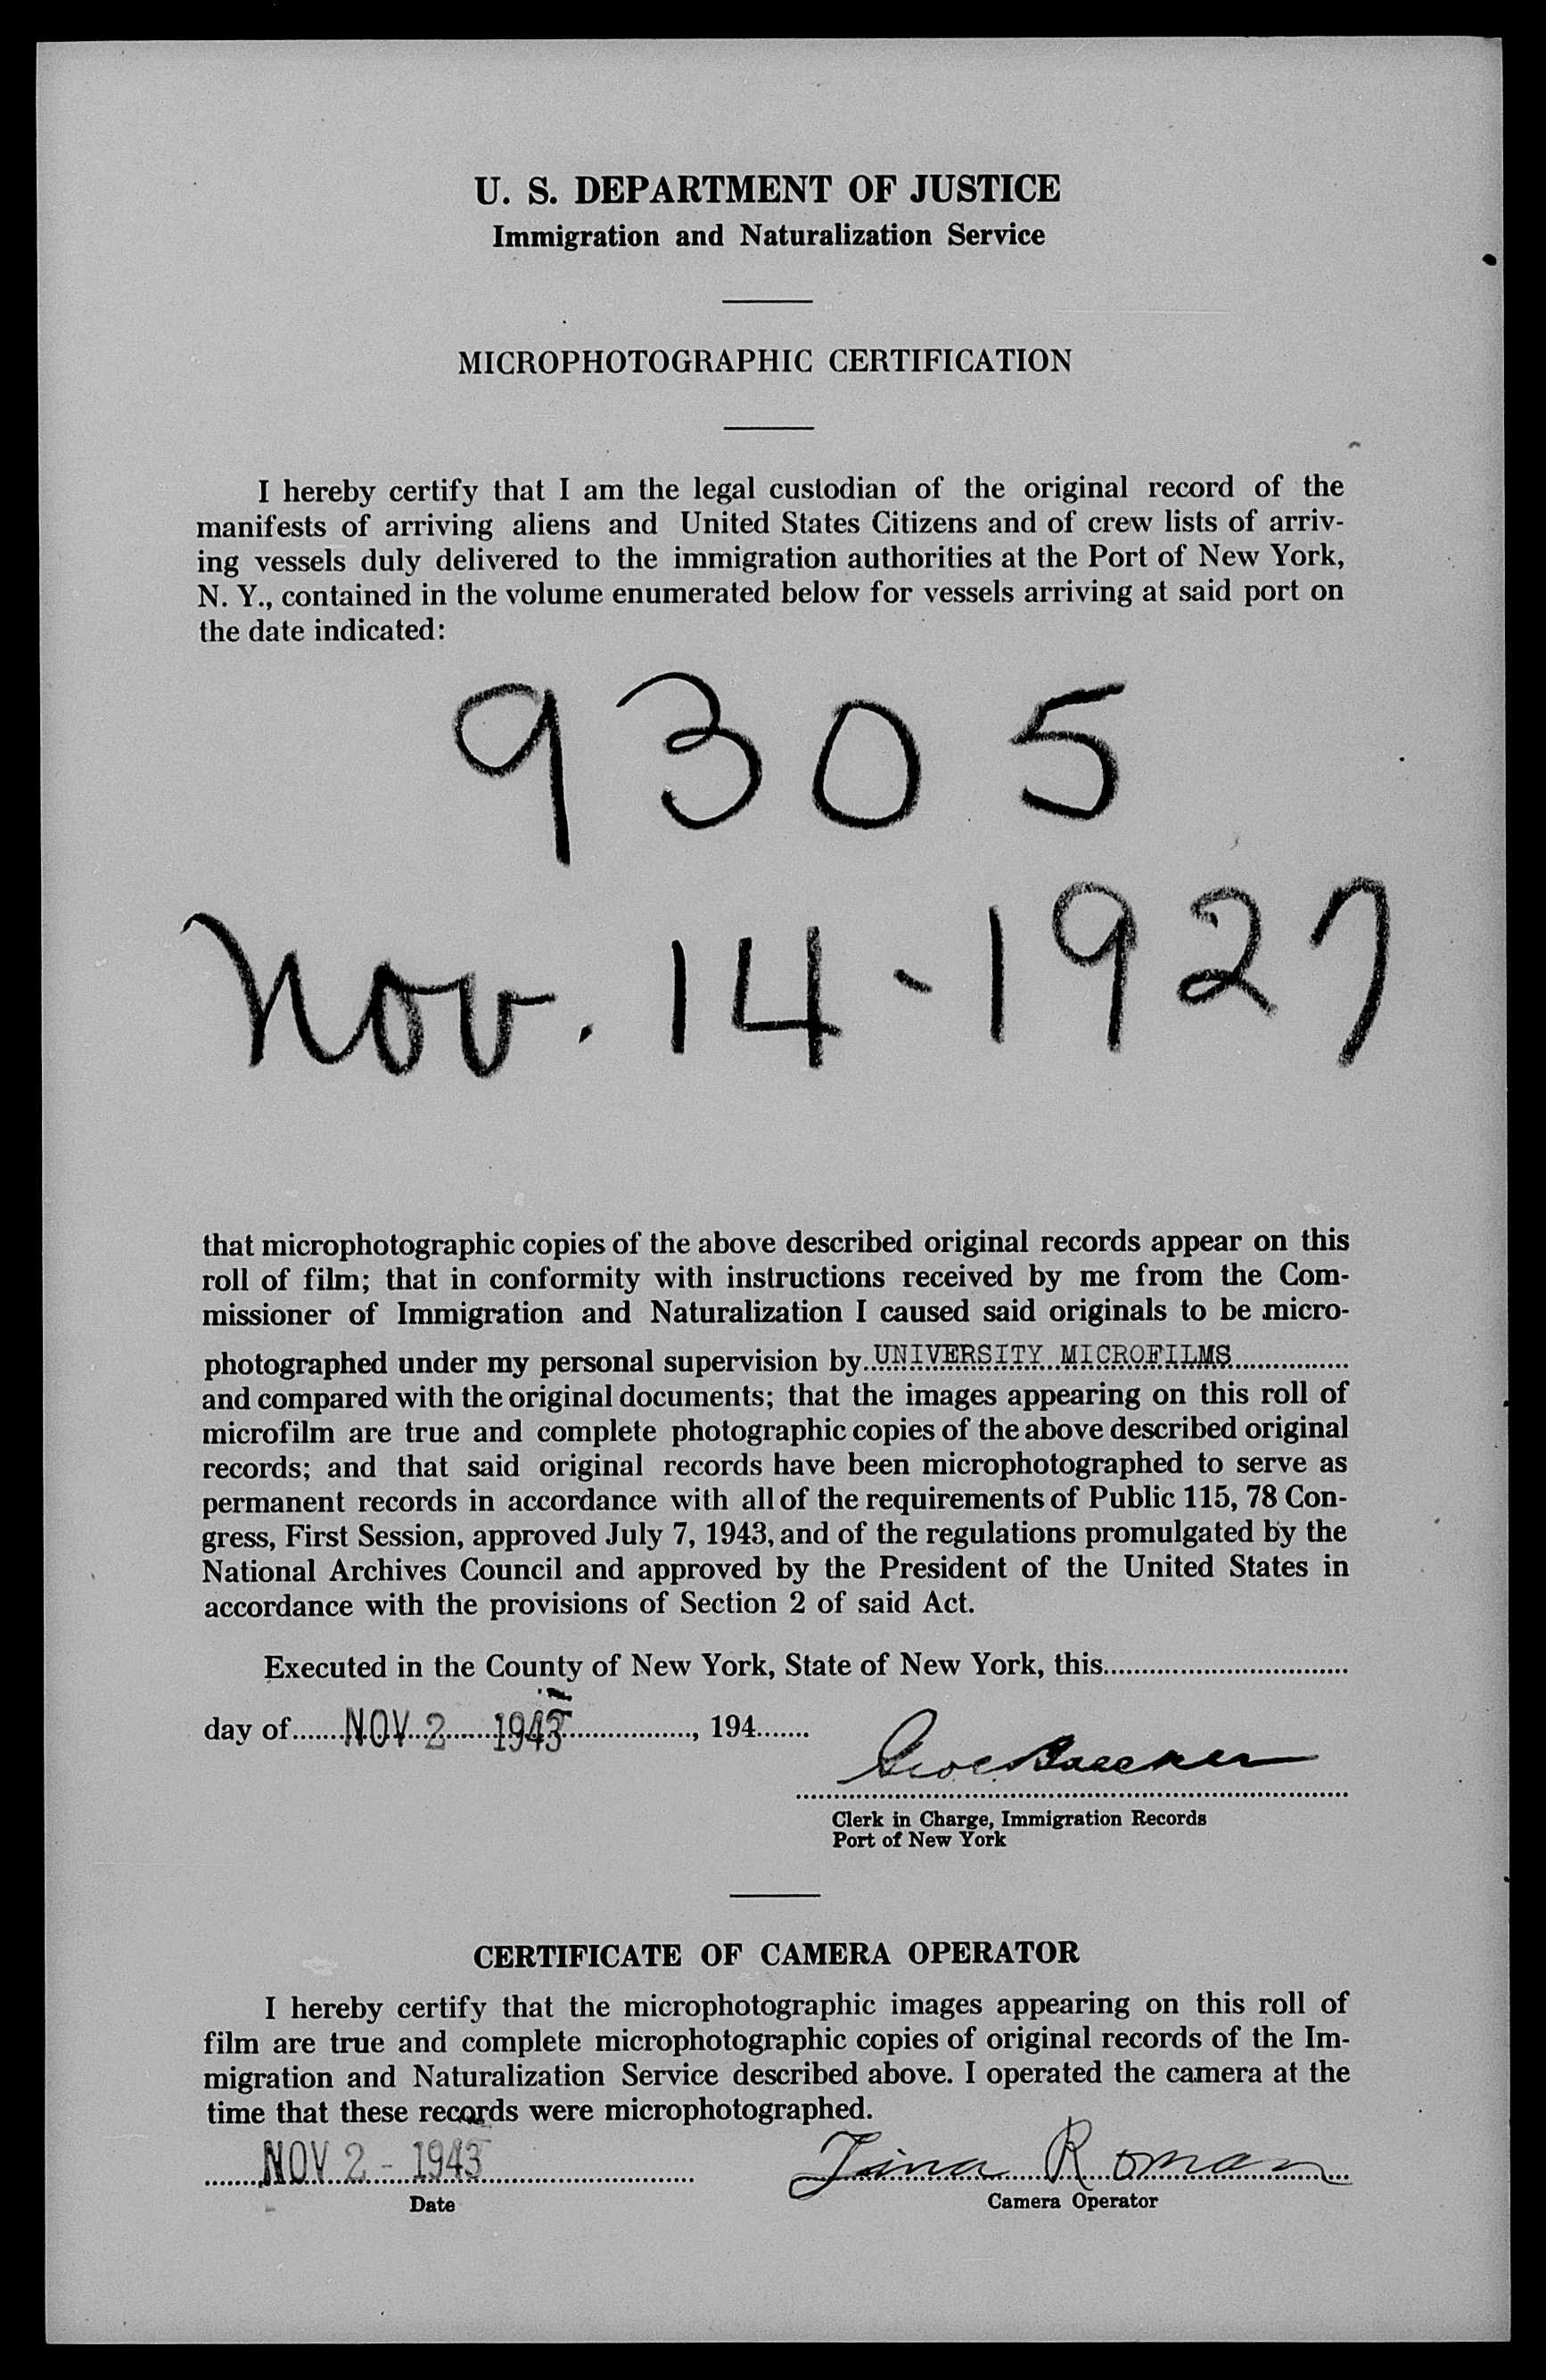 U. S. DEPARTMENT OF JUSTICE
Immigration and Naturalization Service
MICROPHOTOGRAPHIC CERTIFICATION
I hereby certify that I am the legal custodian of the original record of the
manifests of arriving aliens and United States Citizens and of crew lists of arriv-
ing vessels duly delivered to the immigration authorities at the Port of New York,
N. Y., contained in the volume enumerated below for vessels arriving at said port on
the date indicated:
9305
Nov. 14-1927
that microphotographic copies of the above described original records appear on this
roll of film; that in conformity with instructions received by me from the Com-
missioner of Immigration and Naturalization I caused said originals to be micro-
photographed under my personal supervision by UNIVERSITY MICROFILMS
and compared with the original documents; that the images appearing on this roll of
microfilm are true and complete photographic copies of the above described original
records; and that said original records have been microphotographed to serve as
permanent records in accordance with all of the requirements of Public 115, 78 Con-
gress, First Session, approved July 7, 1943, and of the regulations promulgated by the
National Archives Council and approved by the President of the United States in
accordance with the provisions of Section 2 of said Act.
Executed in the County of New York, State of New York, this
day of NOV 2 1943, 194
Clerk in Charge, Immigration Records
Port of New York
CERTIFICATE OF CAMERA OPERATOR
I hereby certify that the microphotographic images appearing on this roll of
film are true and complete microphotographic copies of original records of the Im-
migration and Naturalization Service described above. I operated the camera at the
time that these records were microphotographed.
NOV 2 - 1943 Tina Roman
Date Camera Operator